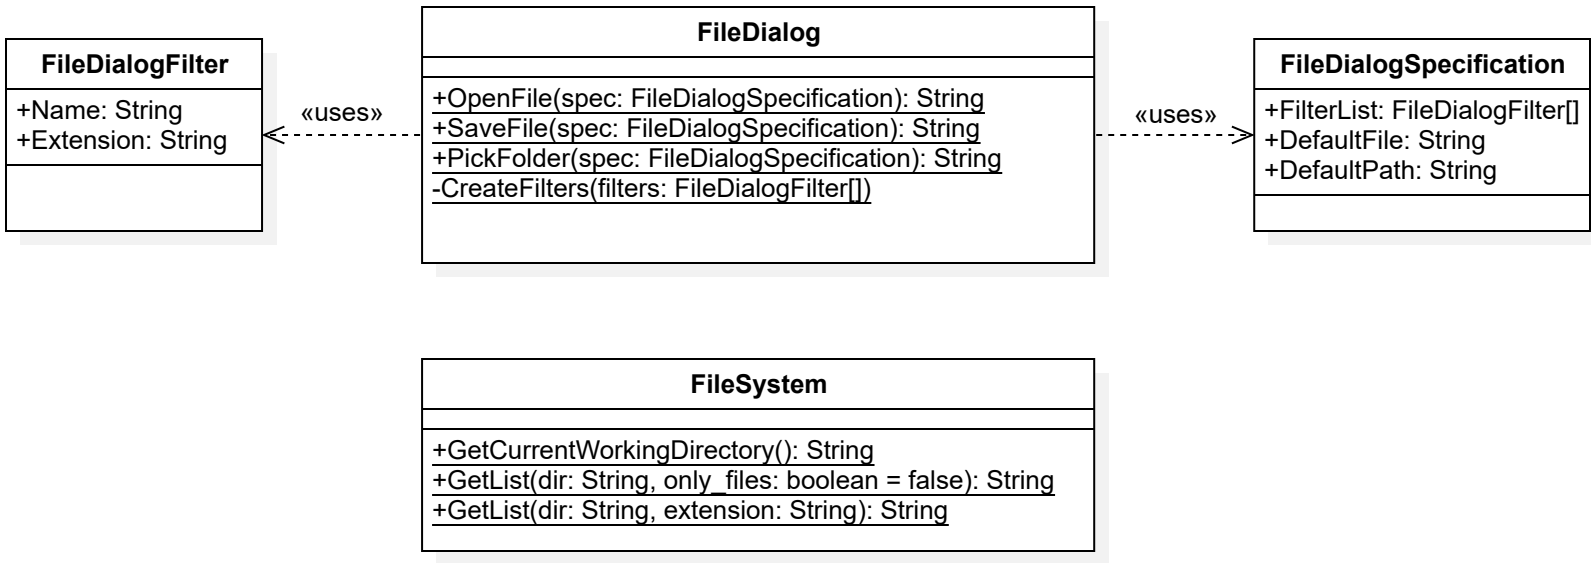 FileDialogFilter
+Name: String
+Extension: String
«uses»
FileDialog
+OpenFile(spec: FileDialogSpecification): String
+SaveFile(spec: FileDialogSpecification): String
+PickFolder(spec: FileDialogSpecification): String
-CreateFilters(filters: FileDialogFilter[])
«uses»
FileDialogSpecification
+FilterList: FileDialogFilter[]
+DefaultFile: String
+DefaultPath: String
FileSystem
+GetCurrentWorkingDirectory(): String
+GetList(dir: String, only_files: boolean = false): String
+GetList(dir: String, extension: String): String